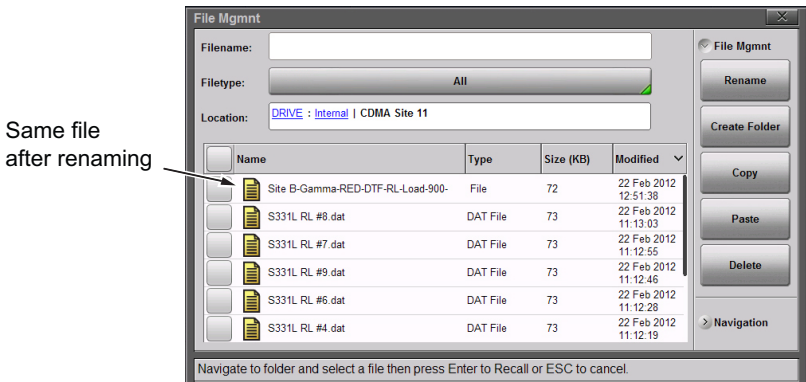 File Mgmnt
Filename:
File Mgmnt
Filetype:
All
Rename
Location:
DRIVE : Internal | CDMA Site 11
Create Folder
Same file
after renaming
Name Type Size (KB) Modified
Copy
Site B-Gamma-RED-DTF-RL-Load-900- File 72 22 Feb 2012
12:51:38
S331L RL #8.dat DAT File 73 22 Feb 2012
11:13:03
Paste
S331L RL #7.dat DAT File 73 22 Feb 2012
11:12:55
S331L RL #9.dat DAT File 73 22 Feb 2012
11:12:46
Delete
S331L RL #6.dat DAT File 73 22 Feb 2012
11:12:28
S331L RL #4.dat DAT File 73 22 Feb 2012
11:12:19
Navigation
Navigate to folder and select a file then press Enter to Recall or ESC to cancel.